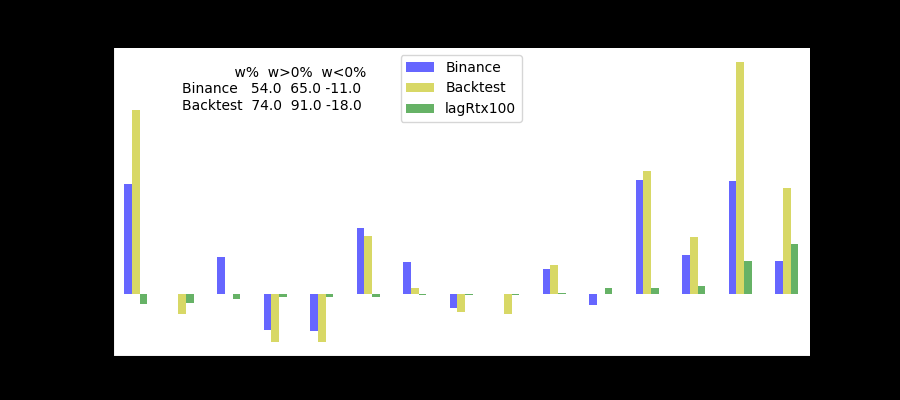 w%  w>0%  w<0%
Binance   54.0  65.0 -11.0
Backtest  74.0  91.0 -18.0
Binance
Backtest
lagRtx100